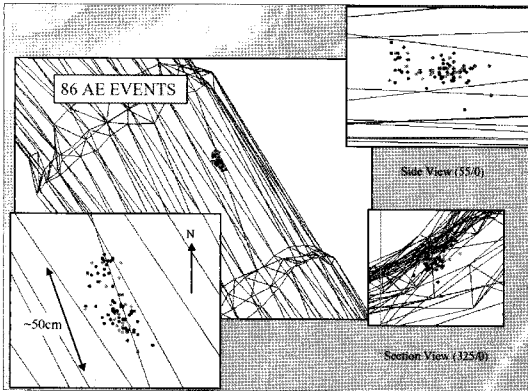 86 AE EVENTS
Side View (55/0)
N
~50cm
Section View (325/0)